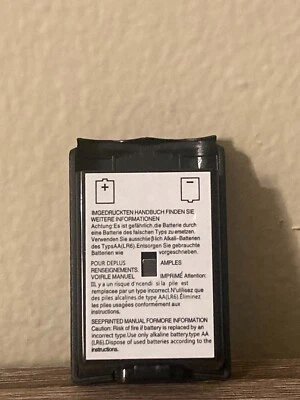 IMGEDRUCKTEN HANDBUCH FINDEN SIE
WEITERE INFORMATIONEN
Achtung:Es ist gefährlich,die durch
eine Batterie des falschen Typs zu ersetzen.
Verwenden Sie ausschließlich Alkali-Batterien
des TypsAA(LR6).Entsorgen Sie gebrauchte
Batterien wie vorgeschrieben.
POUR DEPLUS AMPLES
RENSEIGNEMENTS,
VOIRLE MANUEL IMPRIMÉ Attention:
IL y a un risque d'incendi si la pile est
remplacee par un type incorrect.N'utilisez que
des piles alcalines,de type AA(LR6).Éliminez
les piles usagées conformément aux
instructions.
SEEPRINTED MANUAL FORMORE INFORMATION
Caution: Risk of fire if battery is replaced by an
incorrect type.Use only alkaline battery, type AA
(LR6).Dispose of used batteries according to the
instructions.